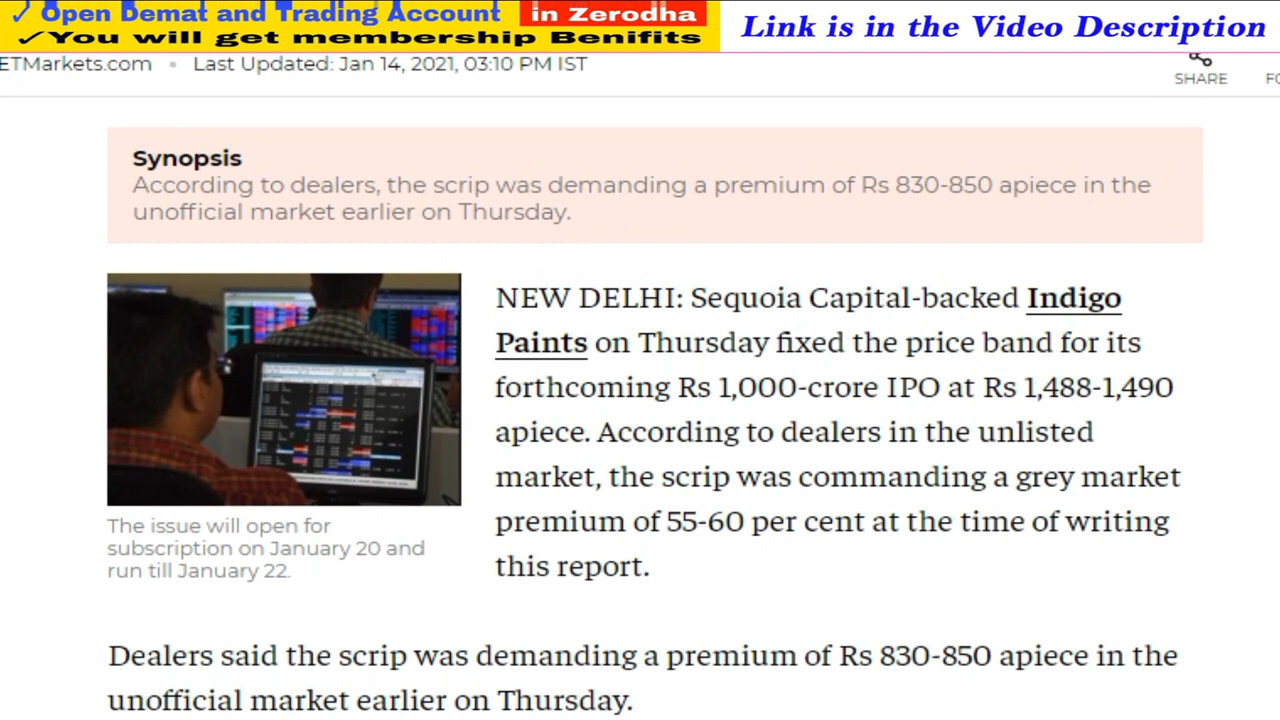 ✓ Open Demat and Trading Account in Zerodha
✓You will get membership Benifits
Link is in the Video Description
ETMarkets.com • Last Updated: Jan 14, 2021, 03:10 PM IST
SHARE
Synopsis
According to dealers, the scrip was demanding a premium of Rs 830-850 apiece in the
unofficial market earlier on Thursday.
NEW DELHI: Sequoia Capital-backed Indigo
Paints on Thursday fixed the price band for its
forthcoming Rs 1,000-crore IPO at Rs 1,488-1,490
apiece. According to dealers in the unlisted
market, the scrip was commanding a grey market
premium of 55-60 per cent at the time of writing
this report.
The issue will open for
subscription on January 20 and
run till January 22.
Dealers said the scrip was demanding a premium of Rs 830-850 apiece in the
unofficial market earlier on Thursday.